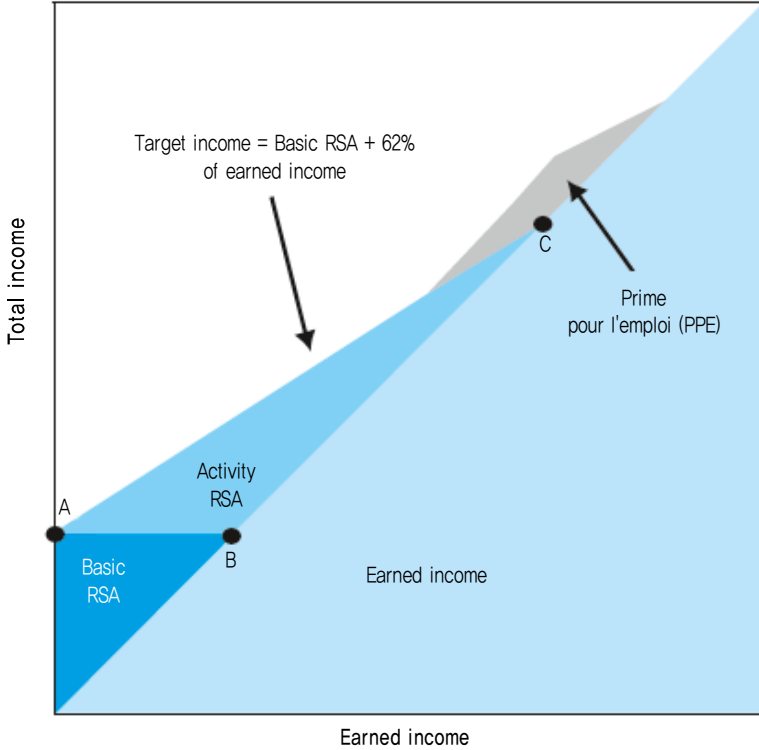 Target income = Basic RSA + 62%
of earned income
Total income
C
Prime
pour l'emploi (PPE)
Activity
RSA
A
B
Basic
RSA
Earned income
Earned income